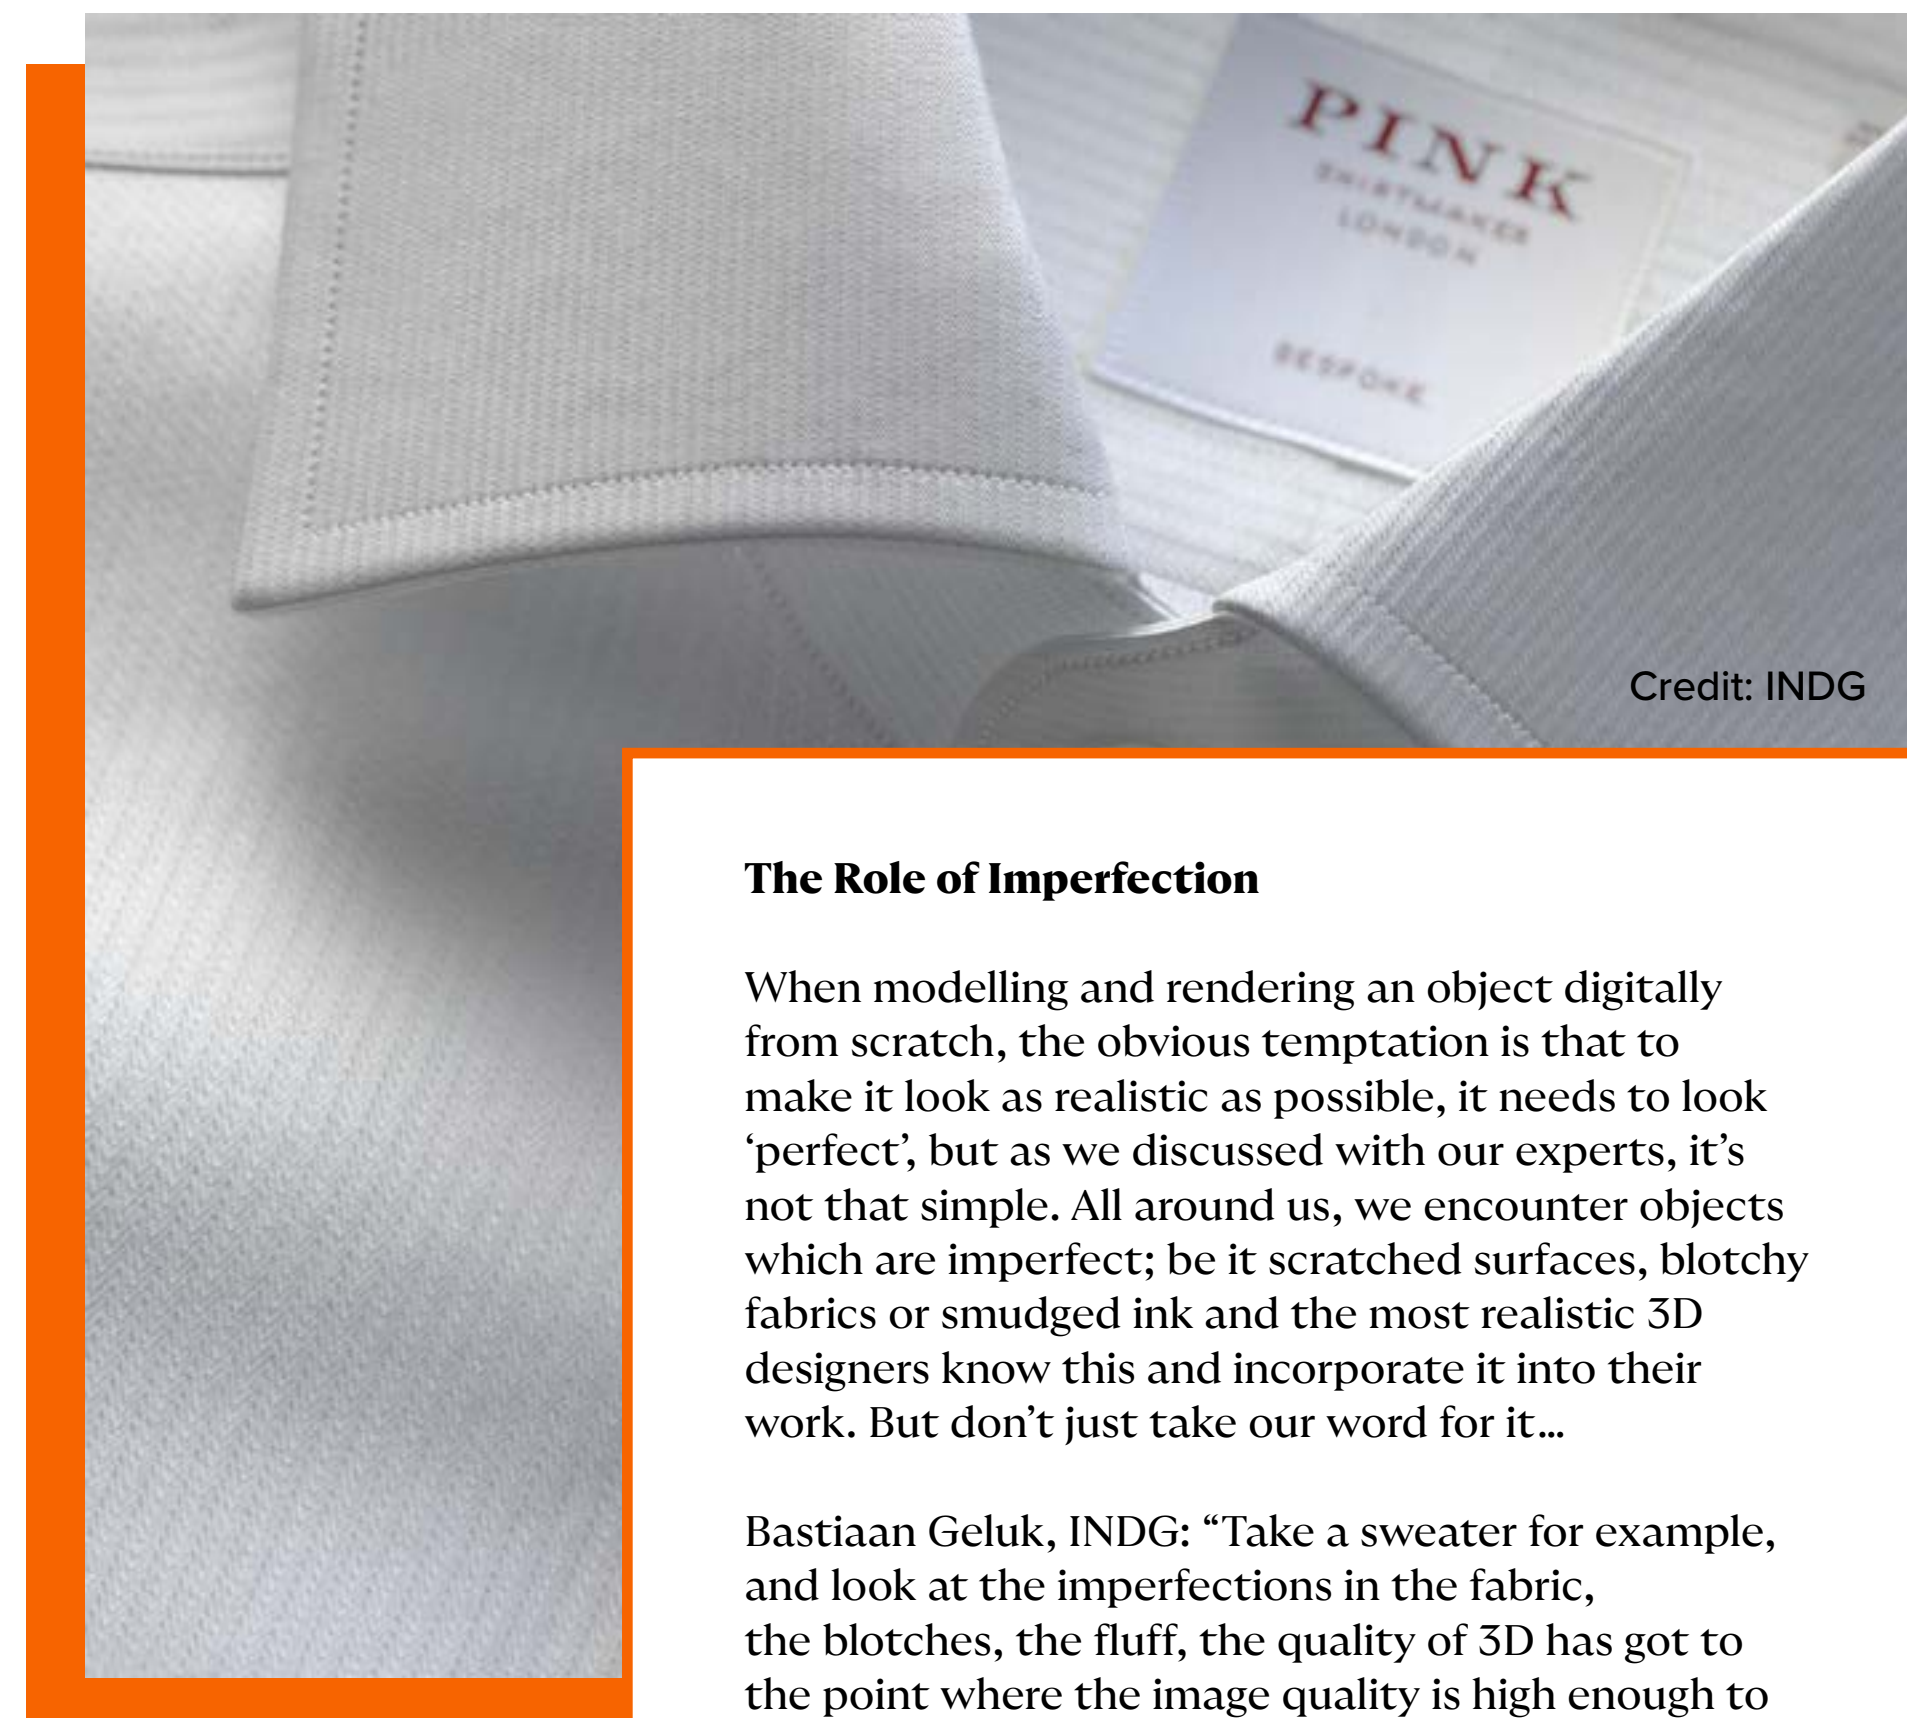 PINK
SHIRTMAKER
LONDON
BESPOKE
Credit: INDG
The Role of Imperfection
When modelling and rendering an object digitally
from scratch, the obvious temptation is that to
make it look as realistic as possible, it needs to look
‘perfect’, but as we discussed with our experts, it’s
not that simple. All around us, we encounter objects
which are imperfect; be it scratched surfaces, blotchy
fabrics or smudged ink and the most realistic 3D
designers know this and incorporate it into their
work. But don’t just take our word for it…
Bastiaan Geluk, INDG: “Take a sweater for example,
and look at the imperfections in the fabric,
the blotches, the fluff, the quality of 3D has got to
the point where the image quality is high enough to